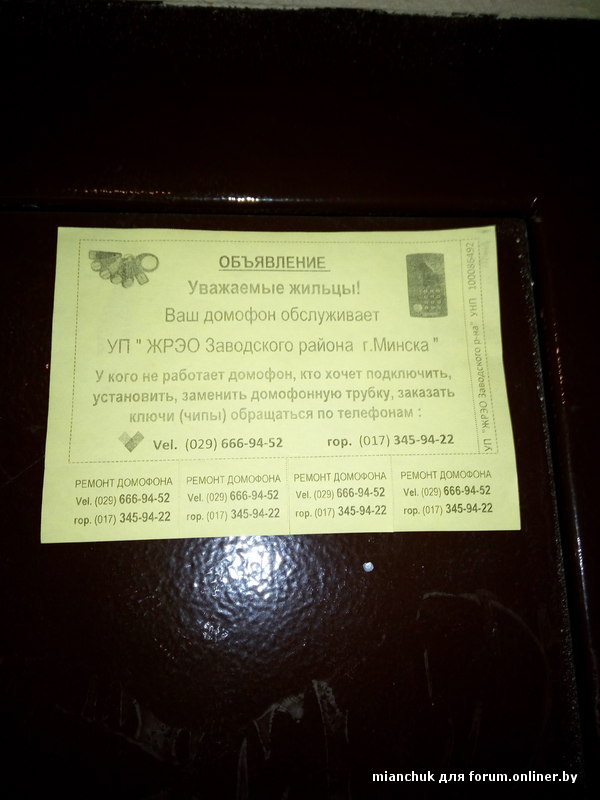 ОБЪЯВЛЕНИЕ
Уважаемые жильцы!
Ваш домофон обслуживает
УП " ЖРЭО Заводского района г.Минска "
У кого не работает домофон, кто хочет подключить,
установить, заменить домофонную трубку, заказать
ключи (чипы) обращаться по телефонам :
Vel. (029) 666-94-52 гор. (017) 345-94-22
УП "ЖРЭО Заводского р-на" УНП 100086492
РЕМОНТ ДОМОФОНА
Vel. (029) 666-94-52
гор. (017) 345-94-22
РЕМОНТ ДОМОФОНА
Vel. (029) 666-94-52
гор. (017) 345-94-22
РЕМОНТ ДОМОФОНА
Vel. (029) 666-94-52
гор. (017) 345-94-22
РЕМОНТ ДОМОФОНА
Vel. (029) 666-94-52
гор. (017) 345-94-22
mianchuk для forum.onliner.by